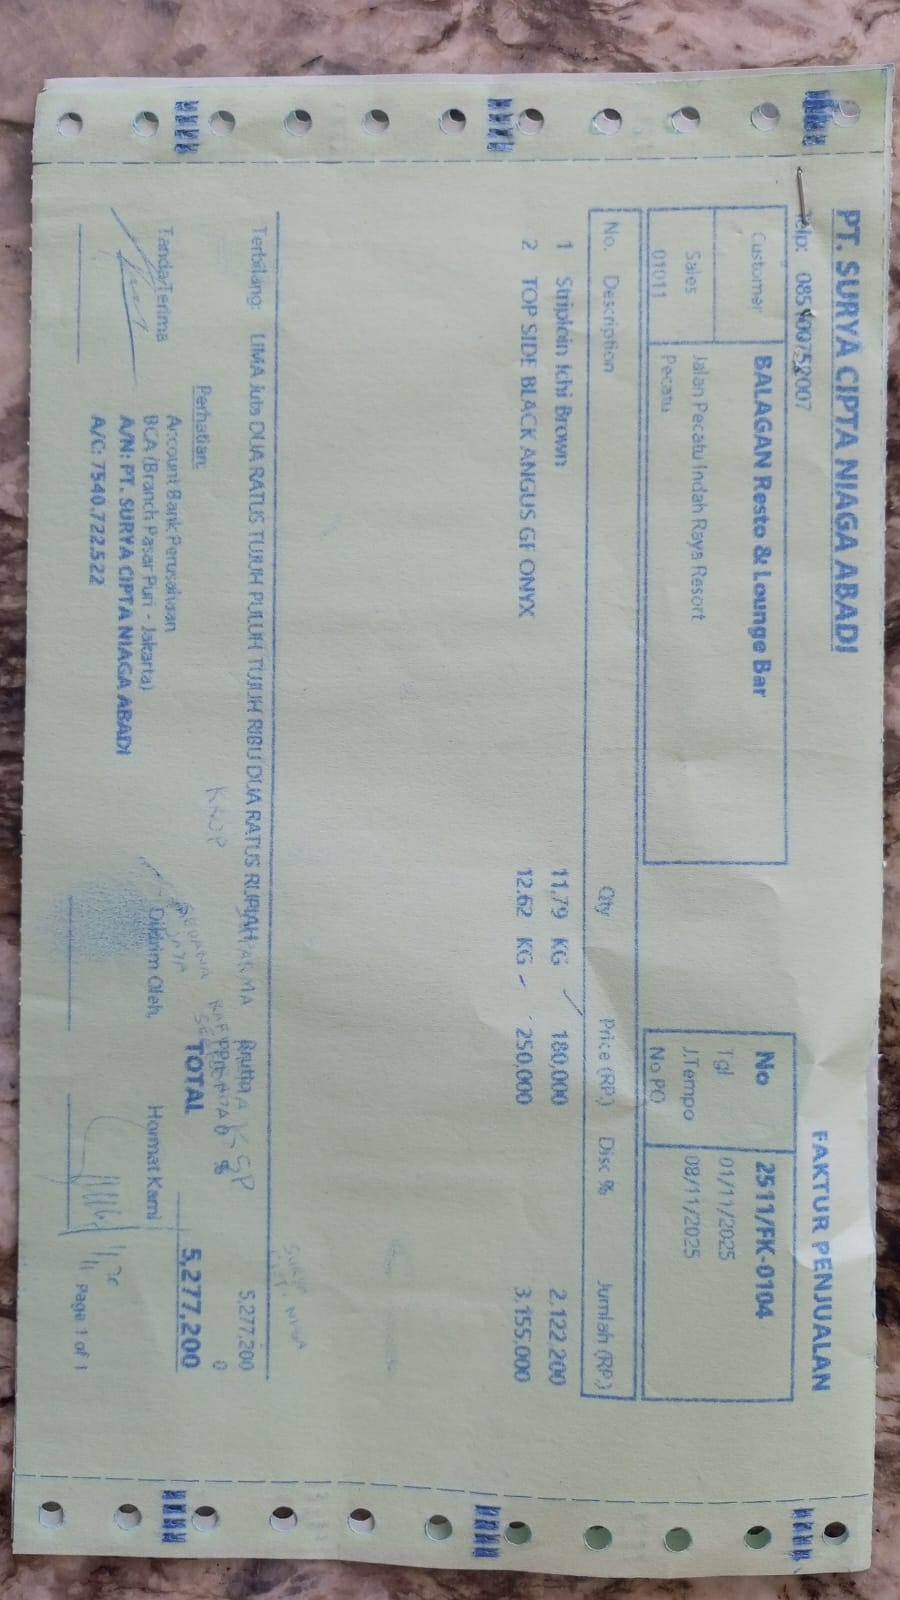 PT. SURYA CIPTA NIAGA ABADI
FAKTUR PENJUALAN
Customer BALAGAN Resto & Lounge Bar
Jalan Pecatu Indah Raya Resort
Sales
01011 Pecatu
No 2511/FK-0104
Tgl 01/11/2025
J.Tempo 08/11/2025
No PO
No. Description Qty Price (RP.) Disc % Jumlah (RP.)
1 Striploin Ichi Brown 11,79 KG 180,000 2,122,200
2 TOP SIDE BLACK ANGUS GF ONYX 12.62 KG 250,000 3,155,000
Terbilang: LIMA juta DUA RATUS TUJUH PULUH TUJUH RIBU DUA RATUS RUPIAH
5,277,200
% 0
TOTAL 5,277,200
Perhatian:
Account Bank Perusahaan
BCA (Branch Pasar Puri - Jakarta)
A/N: PT. SURYA CIPTA NIAGA ABADI
A/C: 7540.722.522
Tanda Terima
Dikirim Oleh,
Hormat Kami
Page 1 of 1